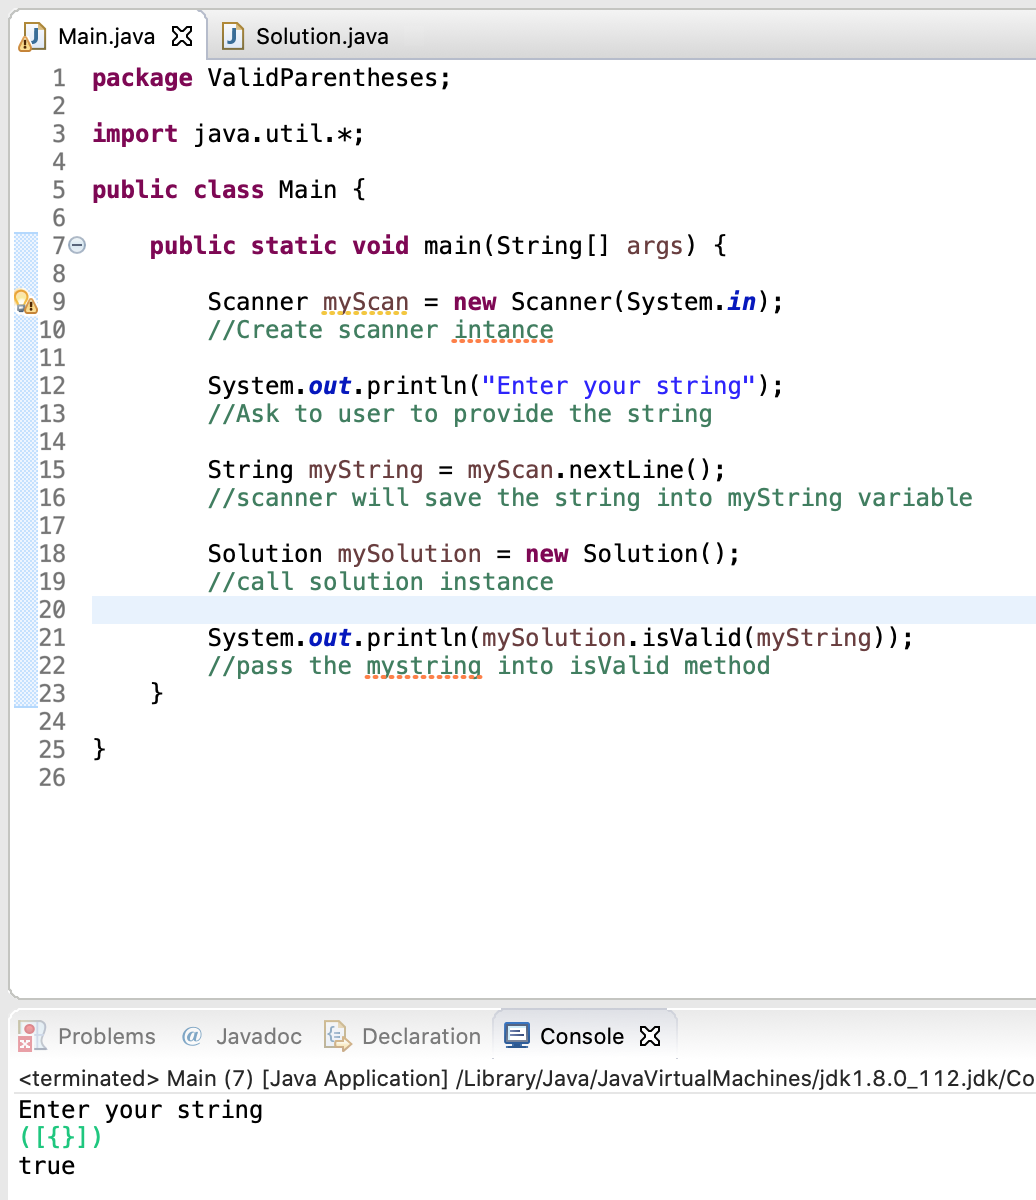 Main.java Solution.java
1 package ValidParentheses;
2
3 import java.util.*;
4
5 public class Main {
6
7 public static void main(String[] args) {
8
9 Scanner myScan = new Scanner(System.in);
10 //Create scanner intance
11
12 System.out.println("Enter your string");
13 //Ask to user to provide the string
14
15 String myString = myScan.nextLine();
16 //scanner will save the string into myString variable
17
18 Solution mySolution = new Solution();
19 //call solution instance
20
21 System.out.println(mySolution.isValid(myString));
22 //pass the mystring into isValid method
23 }
24
25 }
26
Problems @ Javadoc Declaration Console
<terminated> Main (7) [Java Application] /Library/Java/JavaVirtualMachines/jdk1.8.0_112.jdk/Co
Enter your string
([{}])
true